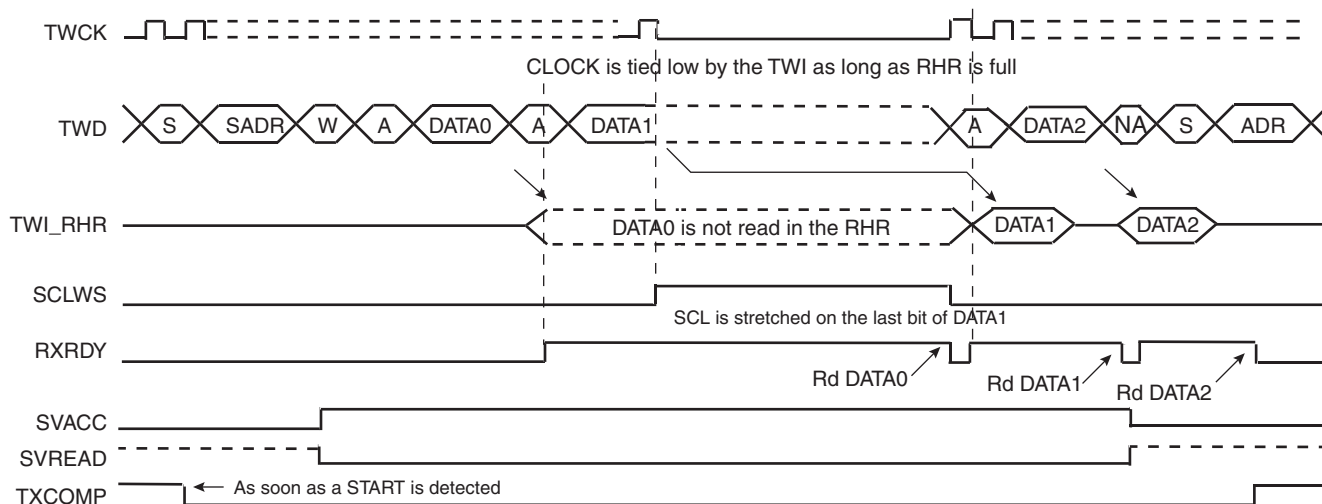 TWCK
CLOCK is tied low by the TWI as long as RHR is full
TWD S SADR W A DATA0 A DATA1 A DATA2 NA S ADR
TWI_RHR DATA0 is not read in the RHR DATA1 DATA2
SCLWS
SCL is stretched on the last bit of DATA1
RXRDY
Rd DATA0 Rd DATA1 Rd DATA2
SVACC
SVREAD
TXCOMP As soon as a START is detected